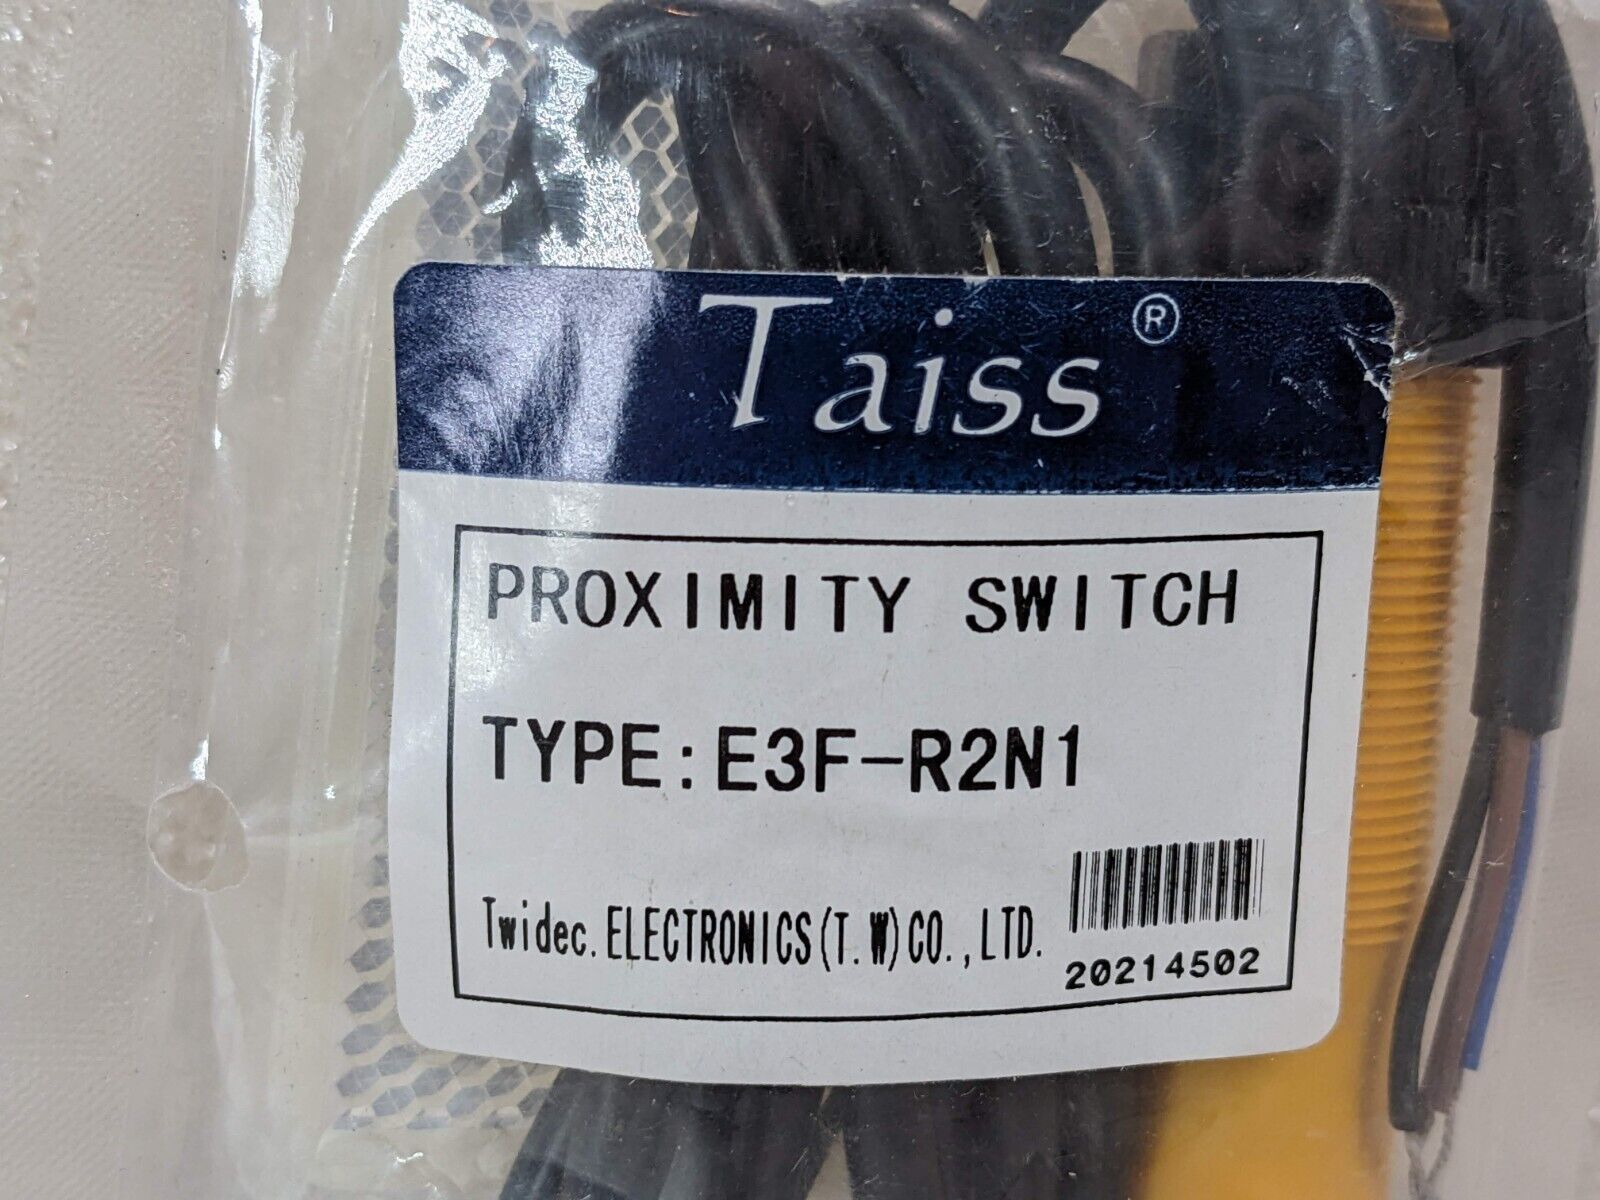 Taiss®
PROXIMITY SWITCH
TYPE:E3F-R2N1
Twidec.ELECTRONICS(T.W)CO.,LTD.
20214502